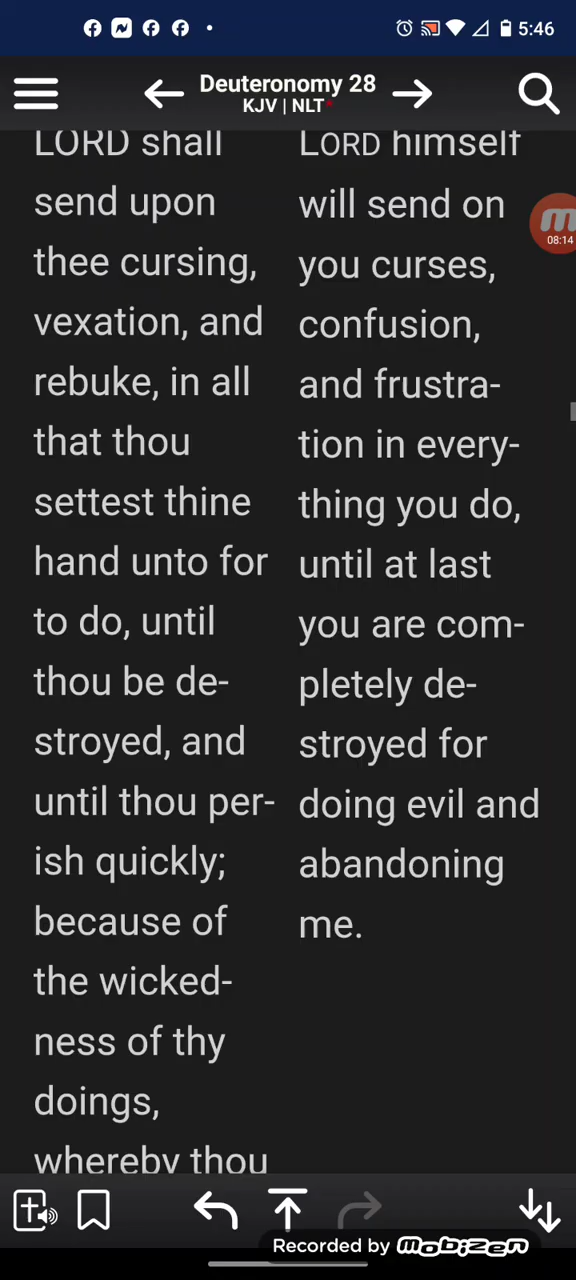 5:46
Deuteronomy 28
KJV | NLT*
08:14
LORD shall
send upon
thee cursing,
vexation, and
rebuke, in all
that thou
settest thine
hand unto for
to do, until
thou be de-
stroyed, and
until thou per-
ish quickly;
because of
the wicked-
ness of thy
doings,
whereby thou
LORD himself
will send on
you curses,
confusion,
and frustra-
tion in every-
thing you do,
until at last
you are com-
pletely de-
stroyed for
doing evil and
abandoning
me.
Recorded by mobizen